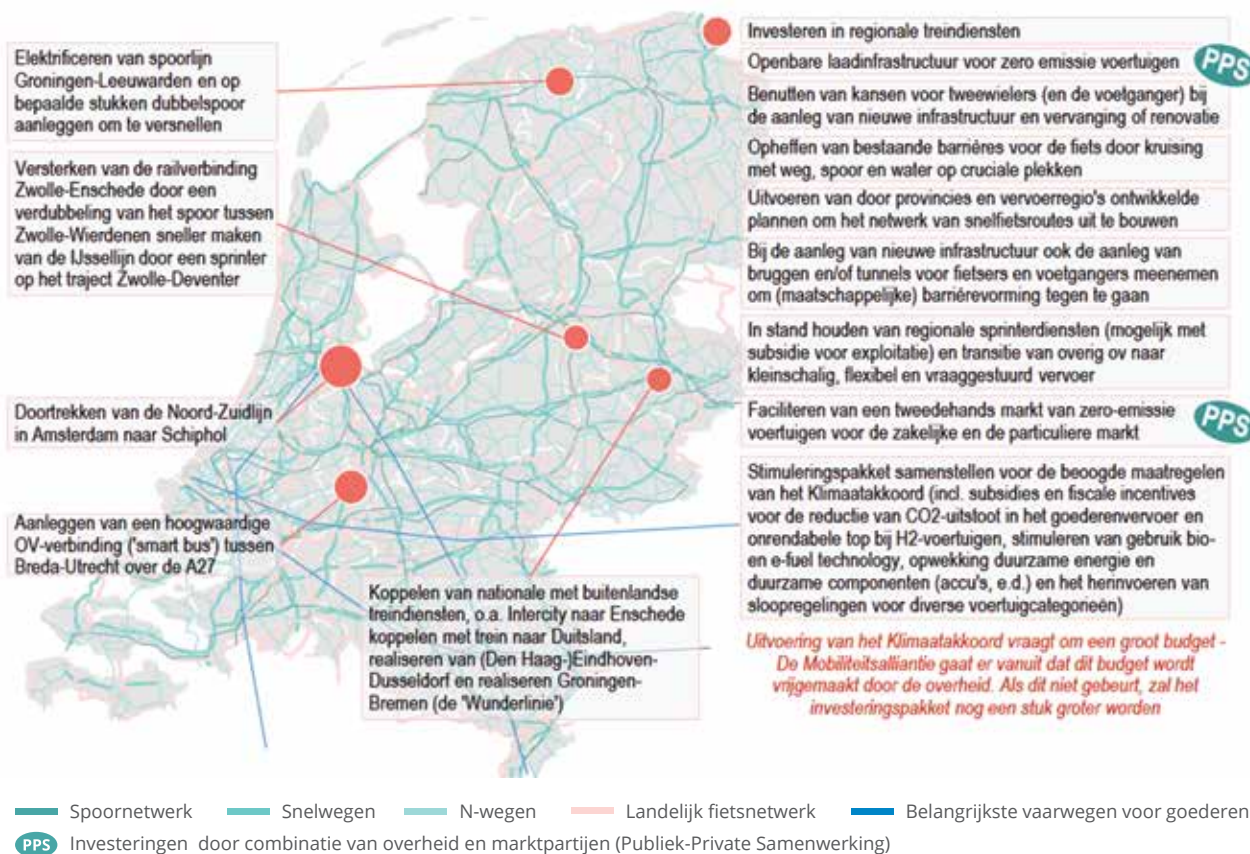 Elektrificeren van spoorlijn
Groningen-Leeuwarden en op
bepaalde stukken dubbelspoor
aanleggen om te versnellen
Versterken van de railverbinding
Zwolle-Enschede door een
verdubbeling van het spoor tussen
Zwolle-Wierdenen sneller maken
van de IJssellijn door een sprinter
op het traject Zwolle-Deventer
Doortrekken van de Noord-Zuidlijn
in Amsterdam naar Schiphol
Aanleggen van een hoogwaardige
OV-verbinding ('smart bus') tussen
Breda-Utrecht over de A27
Koppelen van nationale met buitenlandse
treindiensten, o.a. Intercity naar Enschede
koppelen met trein naar Duitsland,
realiseren van (Den Haag-)Eindhoven-
Dusseldorf en realiseren Groningen-
Bremen (de 'Wunderlinie')
Investeren in regionale treindiensten
Openbare laadinfrastructuur voor zero emissie voertuigen
PPS
Benutten van kansen voor tweewielers (en de voetganger) bij
de aanleg van nieuwe infrastructuur en vervanging of renovatie
Opheffen van bestaande barrières voor de fiets door kruising
met weg, spoor en water op cruciale plekken
Uitvoeren van door provincies en vervoerregio's ontwikkelde
plannen om het netwerk van snelfietsroutes uit te bouwen
Bij de aanleg van nieuwe infrastructuur ook de aanleg van
bruggen en/of tunnels voor fietsers en voetgangers meenemen
om (maatschappelijke) barrièrevorming tegen te gaan
In stand houden van regionale sprinterdiensten (mogelijk met
subsidie voor exploitatie) en transitie van overig ov naar
kleinschalig, flexibel en vraaggestuurd vervoer
Faciliteren van een tweedehands markt van zero-emissie
voertuigen voor de zakelijke en de particuliere markt
PPS
Stimuleringspakket samenstellen voor de beoogde maatregelen
van het Klimaatakkoord (incl. subsidies en fiscale incentives
voor de reductie van CO2-uitstoot in het goederenvervoer en
onrendabele top bij H2-voertuigen, stimuleren van gebruik bio-
en e-fuel technology, opwekking duurzame energie en
duurzame componenten (accu's, e.d.) en het herinvoeren van
sloopregelingen voor diverse voertuigcategorieën)
Uitvoering van het Klimaatakkoord vraagt om een groot budget -
De Mobiliteitsalliantie gaat er vanuit dat dit budget wordt
vrijgemaakt door de overheid. Als dit niet gebeurt, zal het
investeringspakket nog een stuk groter worden
Spoornetwerk Snelwegen N-wegen Landelijk fietsnetwerk Belangrijkste vaarwegen voor goederen
PPS Investeringen door combinatie van overheid en marktpartijen (Publiek-Private Samenwerking)